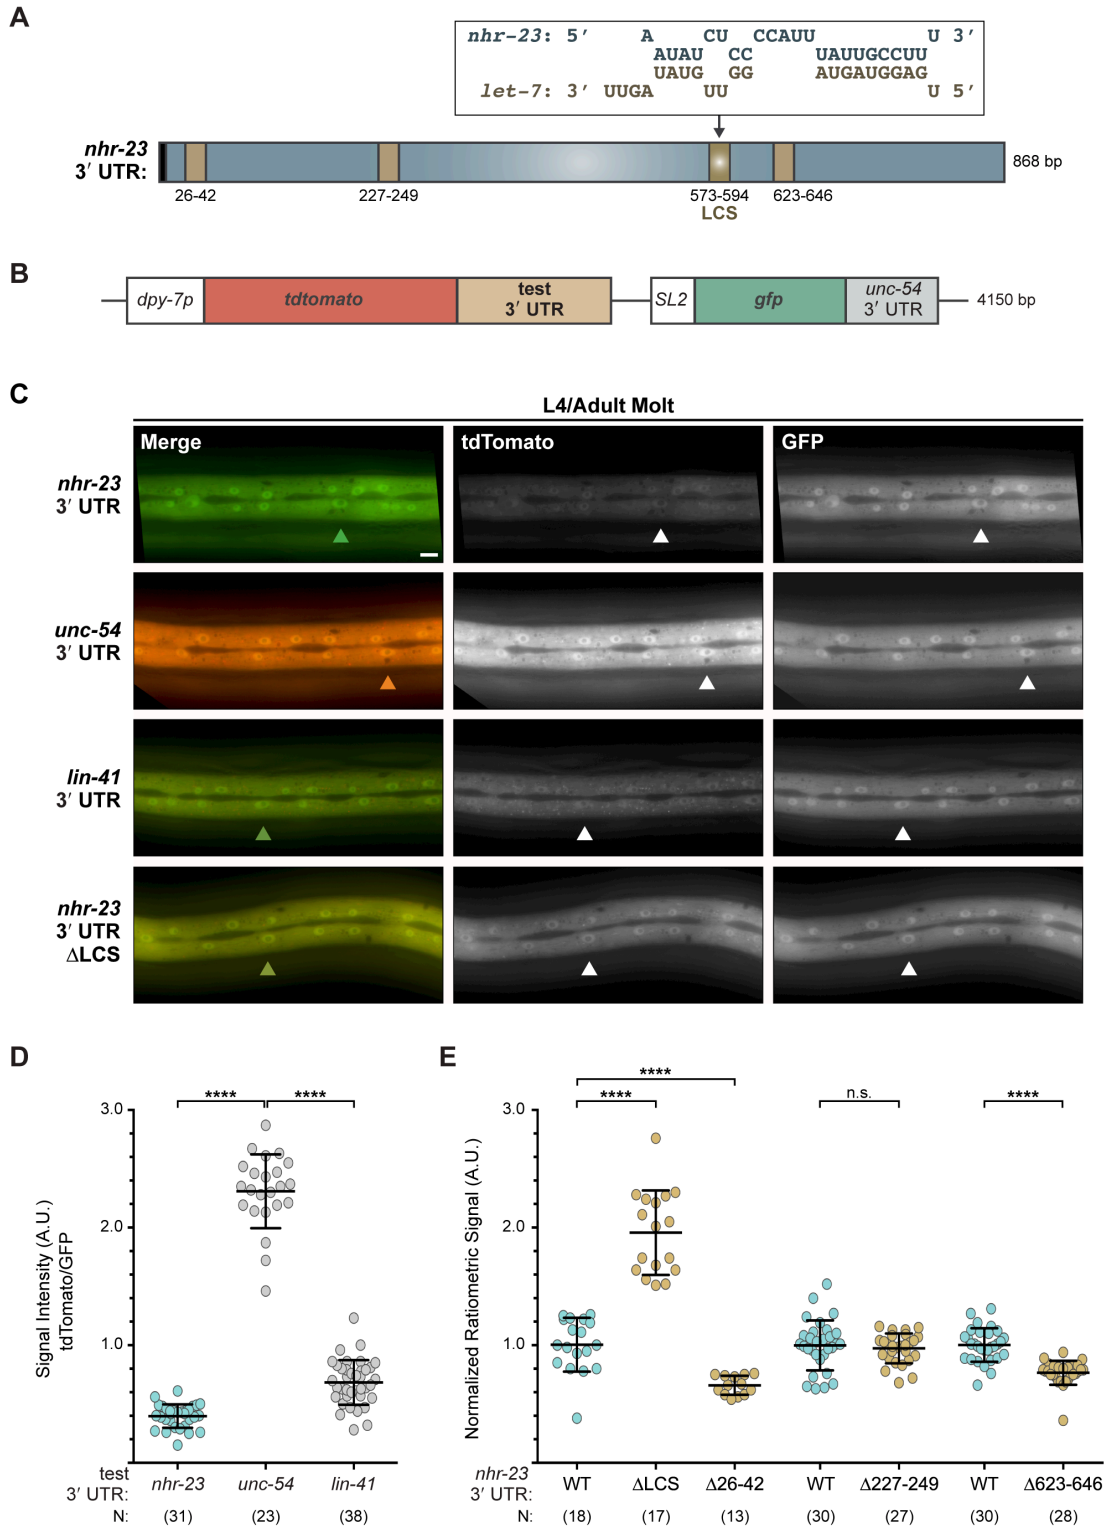 A
nhr-23: 5′ A CU CCAUU U 3′
AUAU CC UAUUGCCUU
UAUG GG AUGAUGGAG
let-7: 3′ UUGA UU U 5′
nhr-23
3′ UTR:
868 bp
26-42 227-249 573-594 623-646
LCS
B
dpy-7p tdtomato test 3′ UTR SL2 gfp unc-54 3′ UTR 4150 bp
C
L4/Adult Molt
Merge tdTomato GFP
nhr-23
3′ UTR
unc-54
3′ UTR
lin-41
3′ UTR
nhr-23
3′ UTR
ΔLCS
D
**** ****
3.0
2.0
1.0
Signal Intensity (A.U.)
tdTomato/GFP
test
3′ UTR: nhr-23 unc-54 lin-41
N: (31) (23) (38)
E
****
**** n.s. ****
3.0
2.0
1.0
Normalized Ratiometric Signal (A.U.)
nhr-23
3′ UTR: WT ΔLCS Δ26-42 WT Δ227-249 WT Δ623-646
N: (18) (17) (13) (30) (27) (30) (28)